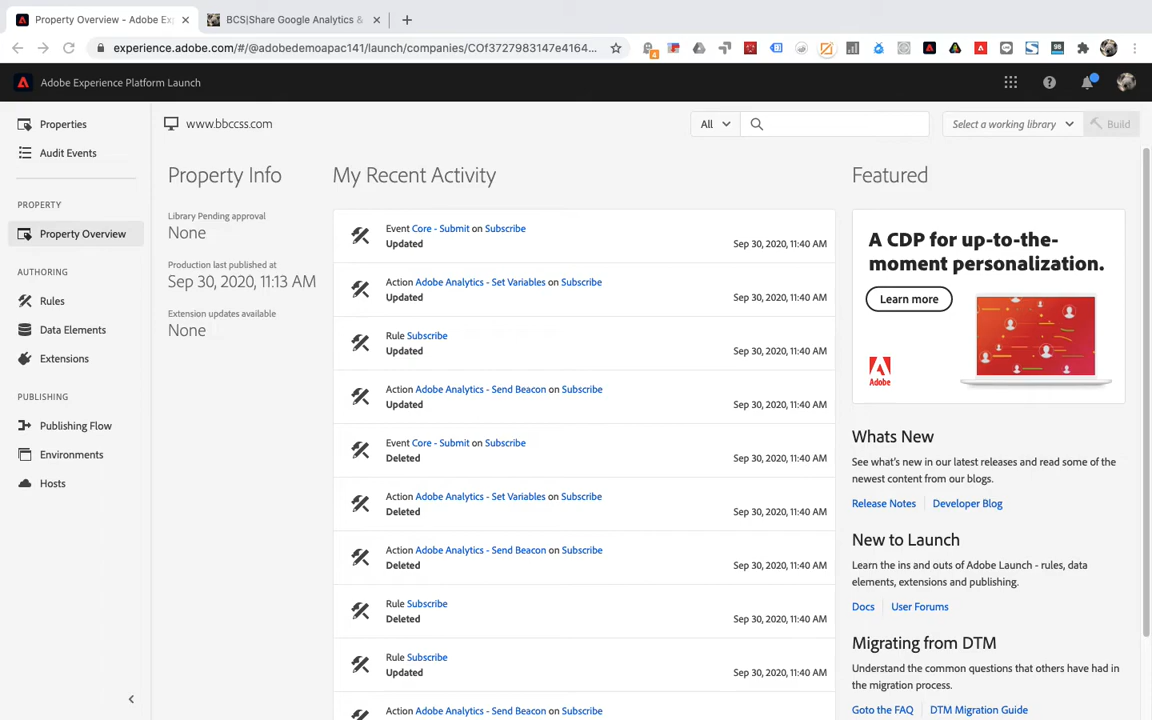 Property Overview - Adobe Ex
BCS|Share Google Analytics &
experience.adobe.com/#/@adobedemoapac141/launch/companies/COf3727983147e4164...
4
96
Adobe Experience Platform Launch
Properties
Audit Events
PROPERTY
Property Overview
AUTHORING
Rules
Data Elements
Extensions
PUBLISHING
Publishing Flow
Environments
Hosts
www.bbccss.com
All
Select a working library
Build
Property Info
Library Pending approval
None
Production last published at
Sep 30, 2020, 11:13 AM
Extension updates available
None
My Recent Activity
Event Core - Submit on Subscribe
Updated
Sep 30, 2020, 11:40 AM
Action Adobe Analytics - Set Variables on Subscribe
Updated
Sep 30, 2020, 11:40 AM
Rule Subscribe
Updated
Sep 30, 2020, 11:40 AM
Action Adobe Analytics - Send Beacon on Subscribe
Updated
Sep 30, 2020, 11:40 AM
Event Core - Submit on Subscribe
Deleted
Sep 30, 2020, 11:40 AM
Action Adobe Analytics - Set Variables on Subscribe
Deleted
Sep 30, 2020, 11:40 AM
Action Adobe Analytics - Send Beacon on Subscribe
Deleted
Sep 30, 2020, 11:40 AM
Rule Subscribe
Deleted
Sep 30, 2020, 11:40 AM
Rule Subscribe
Updated
Sep 30, 2020, 11:40 AM
Action Adobe Analytics - Send Beacon on Subscribe
Featured
A CDP for up-to-the-
moment personalization.
Learn more
Adobe
Whats New
See what's new in our latest releases and read some of the
newest content from our blogs.
Release Notes
Developer Blog
New to Launch
Learn the ins and outs of Adobe Launch - rules, data
elements, extensions and publishing.
Docs
User Forums
Migrating from DTM
Understand the common questions that others have had in
the migration process.
Goto the FAQ
DTM Migration Guide